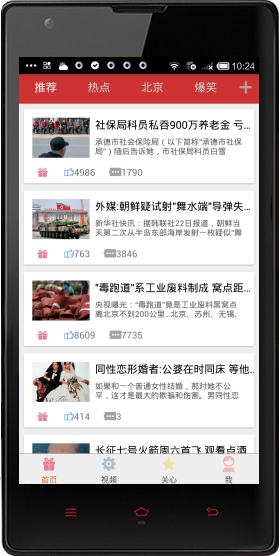 10:24
推荐 热点 北京 爆笑
社保局科员私吞900万养老金 亏...
承德市社会保险局（以下简称“承德市社保
局”）随后告诉她，市社保局科员白雪
4986 1790
外媒:朝鲜疑试射"舞水端"导弹失...
新华社快讯：据韩联社22日报道，朝鲜当
天第二次从半岛东部海岸发射一枚疑似“舞
763 3846
"毒跑道"系工业废料制成 窝点距...
央视曝光：“毒跑道”竟是工业废料窝点
离北京不到200公里...北京、苏州、无锡、
8609 7735
同性恋形婚者:公婆在时同床 等他...
如果和一个普通女性结婚，那对她不公
平，这才是最大的欺骗和伤害。男同性恋
414 3
长征七号火箭周六首飞 观看点酒
首页 视频 关心 我